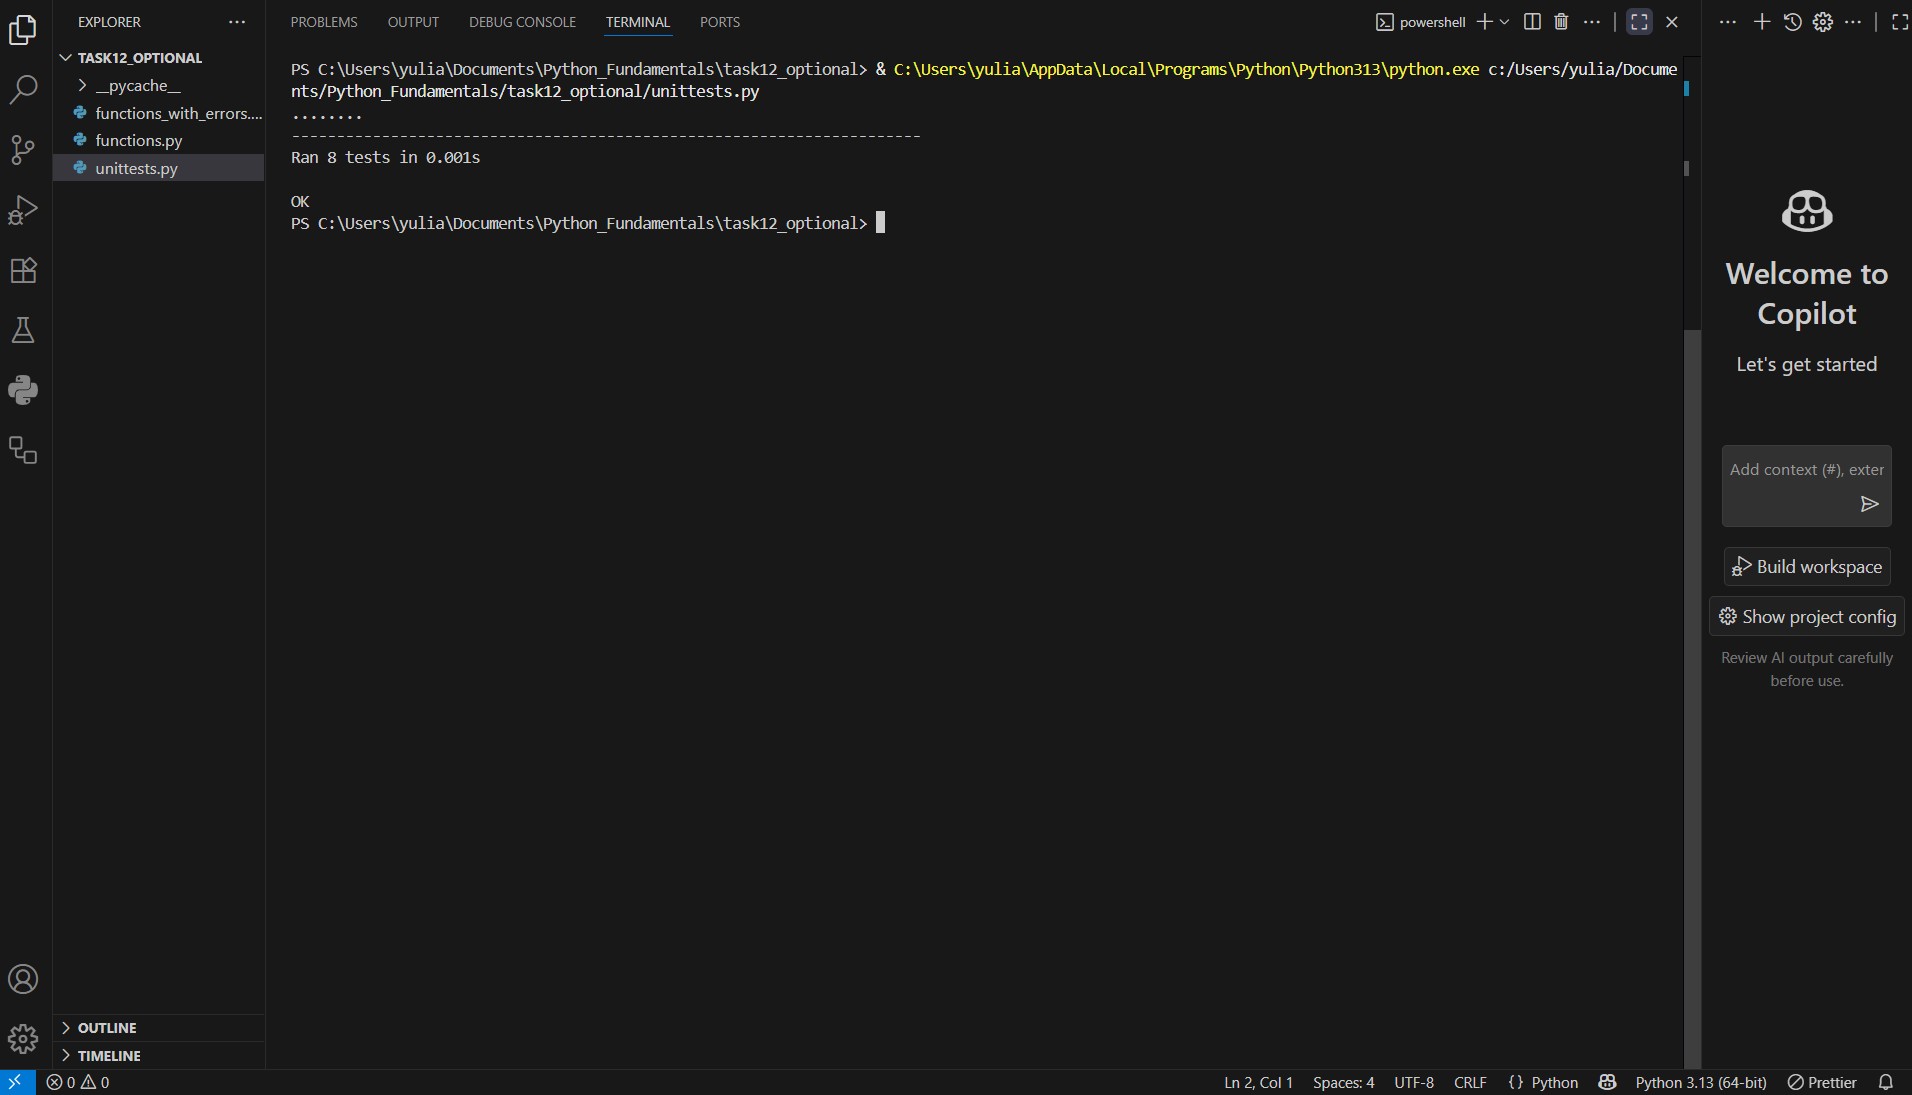 EXPLORER
TASK12_OPTIONAL
__pycache__
functions_with_errors....
functions.py
unittests.py
OUTLINE
TIMELINE
PROBLEMS OUTPUT DEBUG CONSOLE TERMINAL PORTS
powershell
PS C:\Users\yulia\Documents\Python_Fundamentals\task12_optional> & C:\Users\yulia\AppData\Local\Programs\Python\Python313\python.exe c:/Users/yulia/Docume
nts/Python_Fundamentals/task12_optional/unittests.py
........
----------------------------------------------------------------------
Ran 8 tests in 0.001s
OK
PS C:\Users\yulia\Documents\Python_Fundamentals\task12_optional>
Welcome to
Copilot
Let's get started
Add context (#), exter
Build workspace
Show project config
Review AI output carefully
before use.
0 0 Ln 2, Col 1 Spaces: 4 UTF-8 CRLF {} Python Python 3.13 (64-bit) Prettier